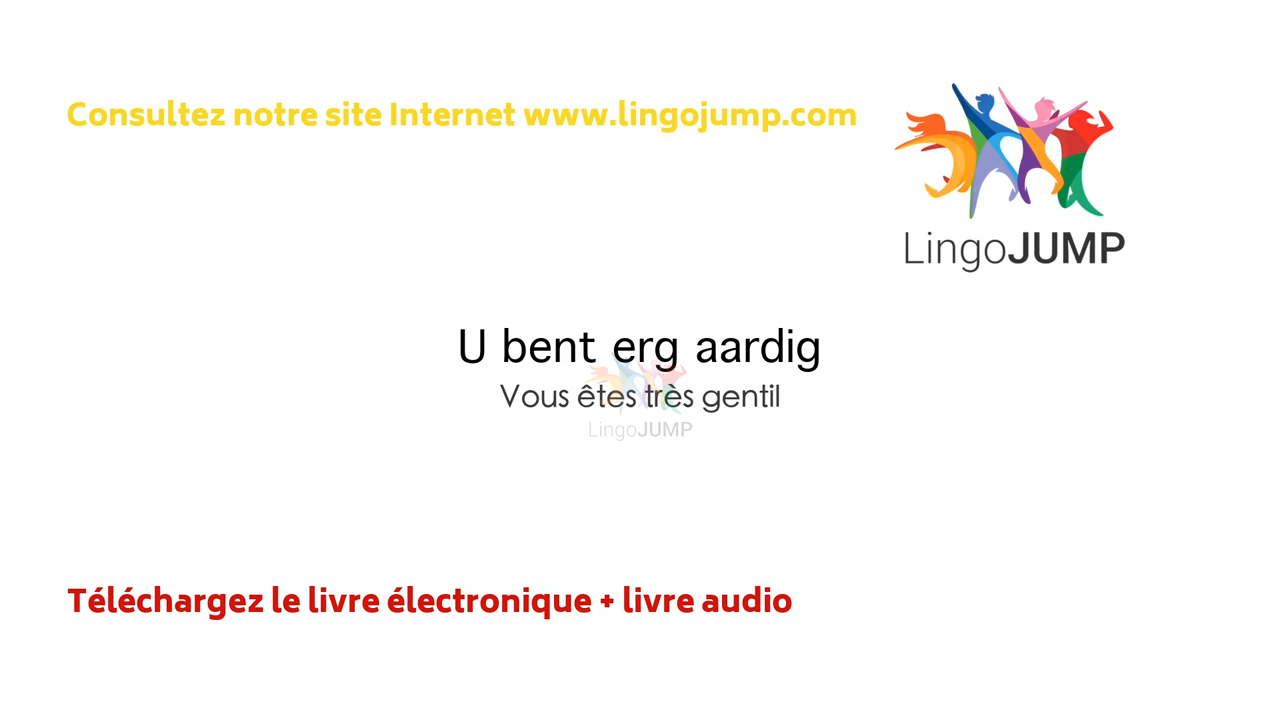 Consultez notre site Internet www.lingojump.com
LingoJUMP
U bent erg aardig
Vous êtes très gentil
LingoJUMP
Téléchargez le livre électronique + livre audio